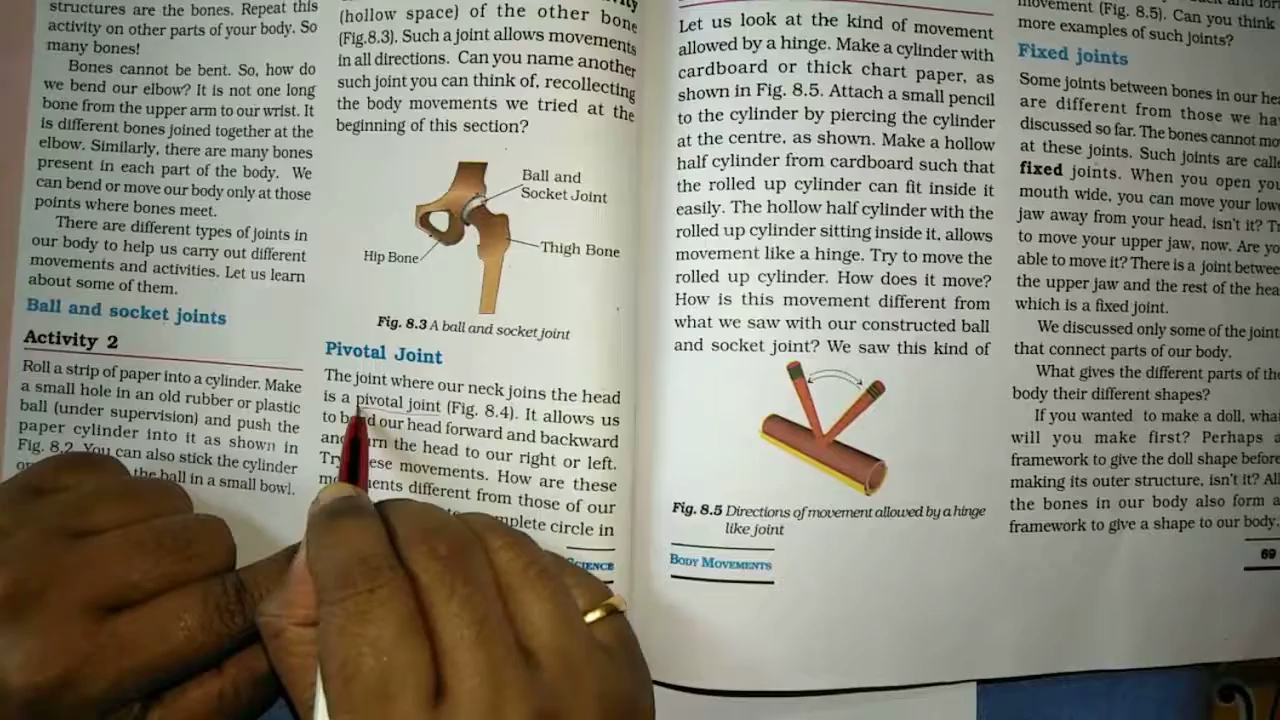 structures are the bones. Repeat this
activity on other parts of your body. So
many bones!
Bones cannot be bent. So, how do
we bend our elbow? It is not one long
bone from the upper arm to our wrist. It
is different bones joined together at the
elbow. Similarly, there are many bones
present in each part of the body. We
can bend or move our body only at those
points where bones meet.
There are different types of joints in
our body to help us carry out different
movements and activities. Let us learn
about some of them.
Ball and socket joints
Activity 2
Roll a strip of paper into a cylinder. Make
a small hole in an old rubber or plastic
ball (under supervision) and push the
paper cylinder into it as shown in
Fig. 8.2. You can also stick the cylinder
the ball in a small bowl.
(hollow space) of the other bone
(Fig.8.3). Such a joint allows movements
in all directions. Can you name another
such joint you can think of, recollecting
the body movements we tried at the
beginning of this section?
Ball and
Socket Joint
Hip Bone
Thigh Bone
Fig. 8.3 A ball and socket joint
Pivotal Joint
The joint where our neck joins the head
is a pivotal joint (Fig. 8.4). It allows us
to bend our head forward and backward
and turn the head to our right or left.
Try these movements. How are these
movements different from those of our
complete circle in
SCIENCE
Let us look at the kind of movement
allowed by a hinge. Make a cylinder with
cardboard or thick chart paper, as
shown in Fig. 8.5. Attach a small pencil
to the cylinder by piercing the cylinder
at the centre, as shown. Make a hollow
half cylinder from cardboard such that
the rolled up cylinder can fit inside it
easily. The hollow half cylinder with the
rolled up cylinder sitting inside it, allows
movement like a hinge. Try to move the
rolled up cylinder. How does it move?
How is this movement different from
what we saw with our constructed ball
and socket joint? We saw this kind of
Fig. 8.5 Directions of movement allowed by a hinge
like joint
BODY MOVEMENTS
movement (Fig. 8.5). Can you think
more examples of such joints?
Fixed joints
Some joints between bones in our hea
are different from those we hav
discussed so far. The bones cannot mo
at these joints. Such joints are calle
fixed joints. When you open you
mouth wide, you can move your low
jaw away from your head, isn't it? Tr
to move your upper jaw, now. Are yo
able to move it? There is a joint betwee
the upper jaw and the rest of the hea
which is a fixed joint.
We discussed only some of the joint
that connect parts of our body.
What gives the different parts of the
body their different shapes?
If you wanted to make a doll, wha
will you make first? Perhaps a
framework to give the doll shape before
making its outer structure, isn't it? All
the bones in our body also form a
framework to give a shape to our body.
69